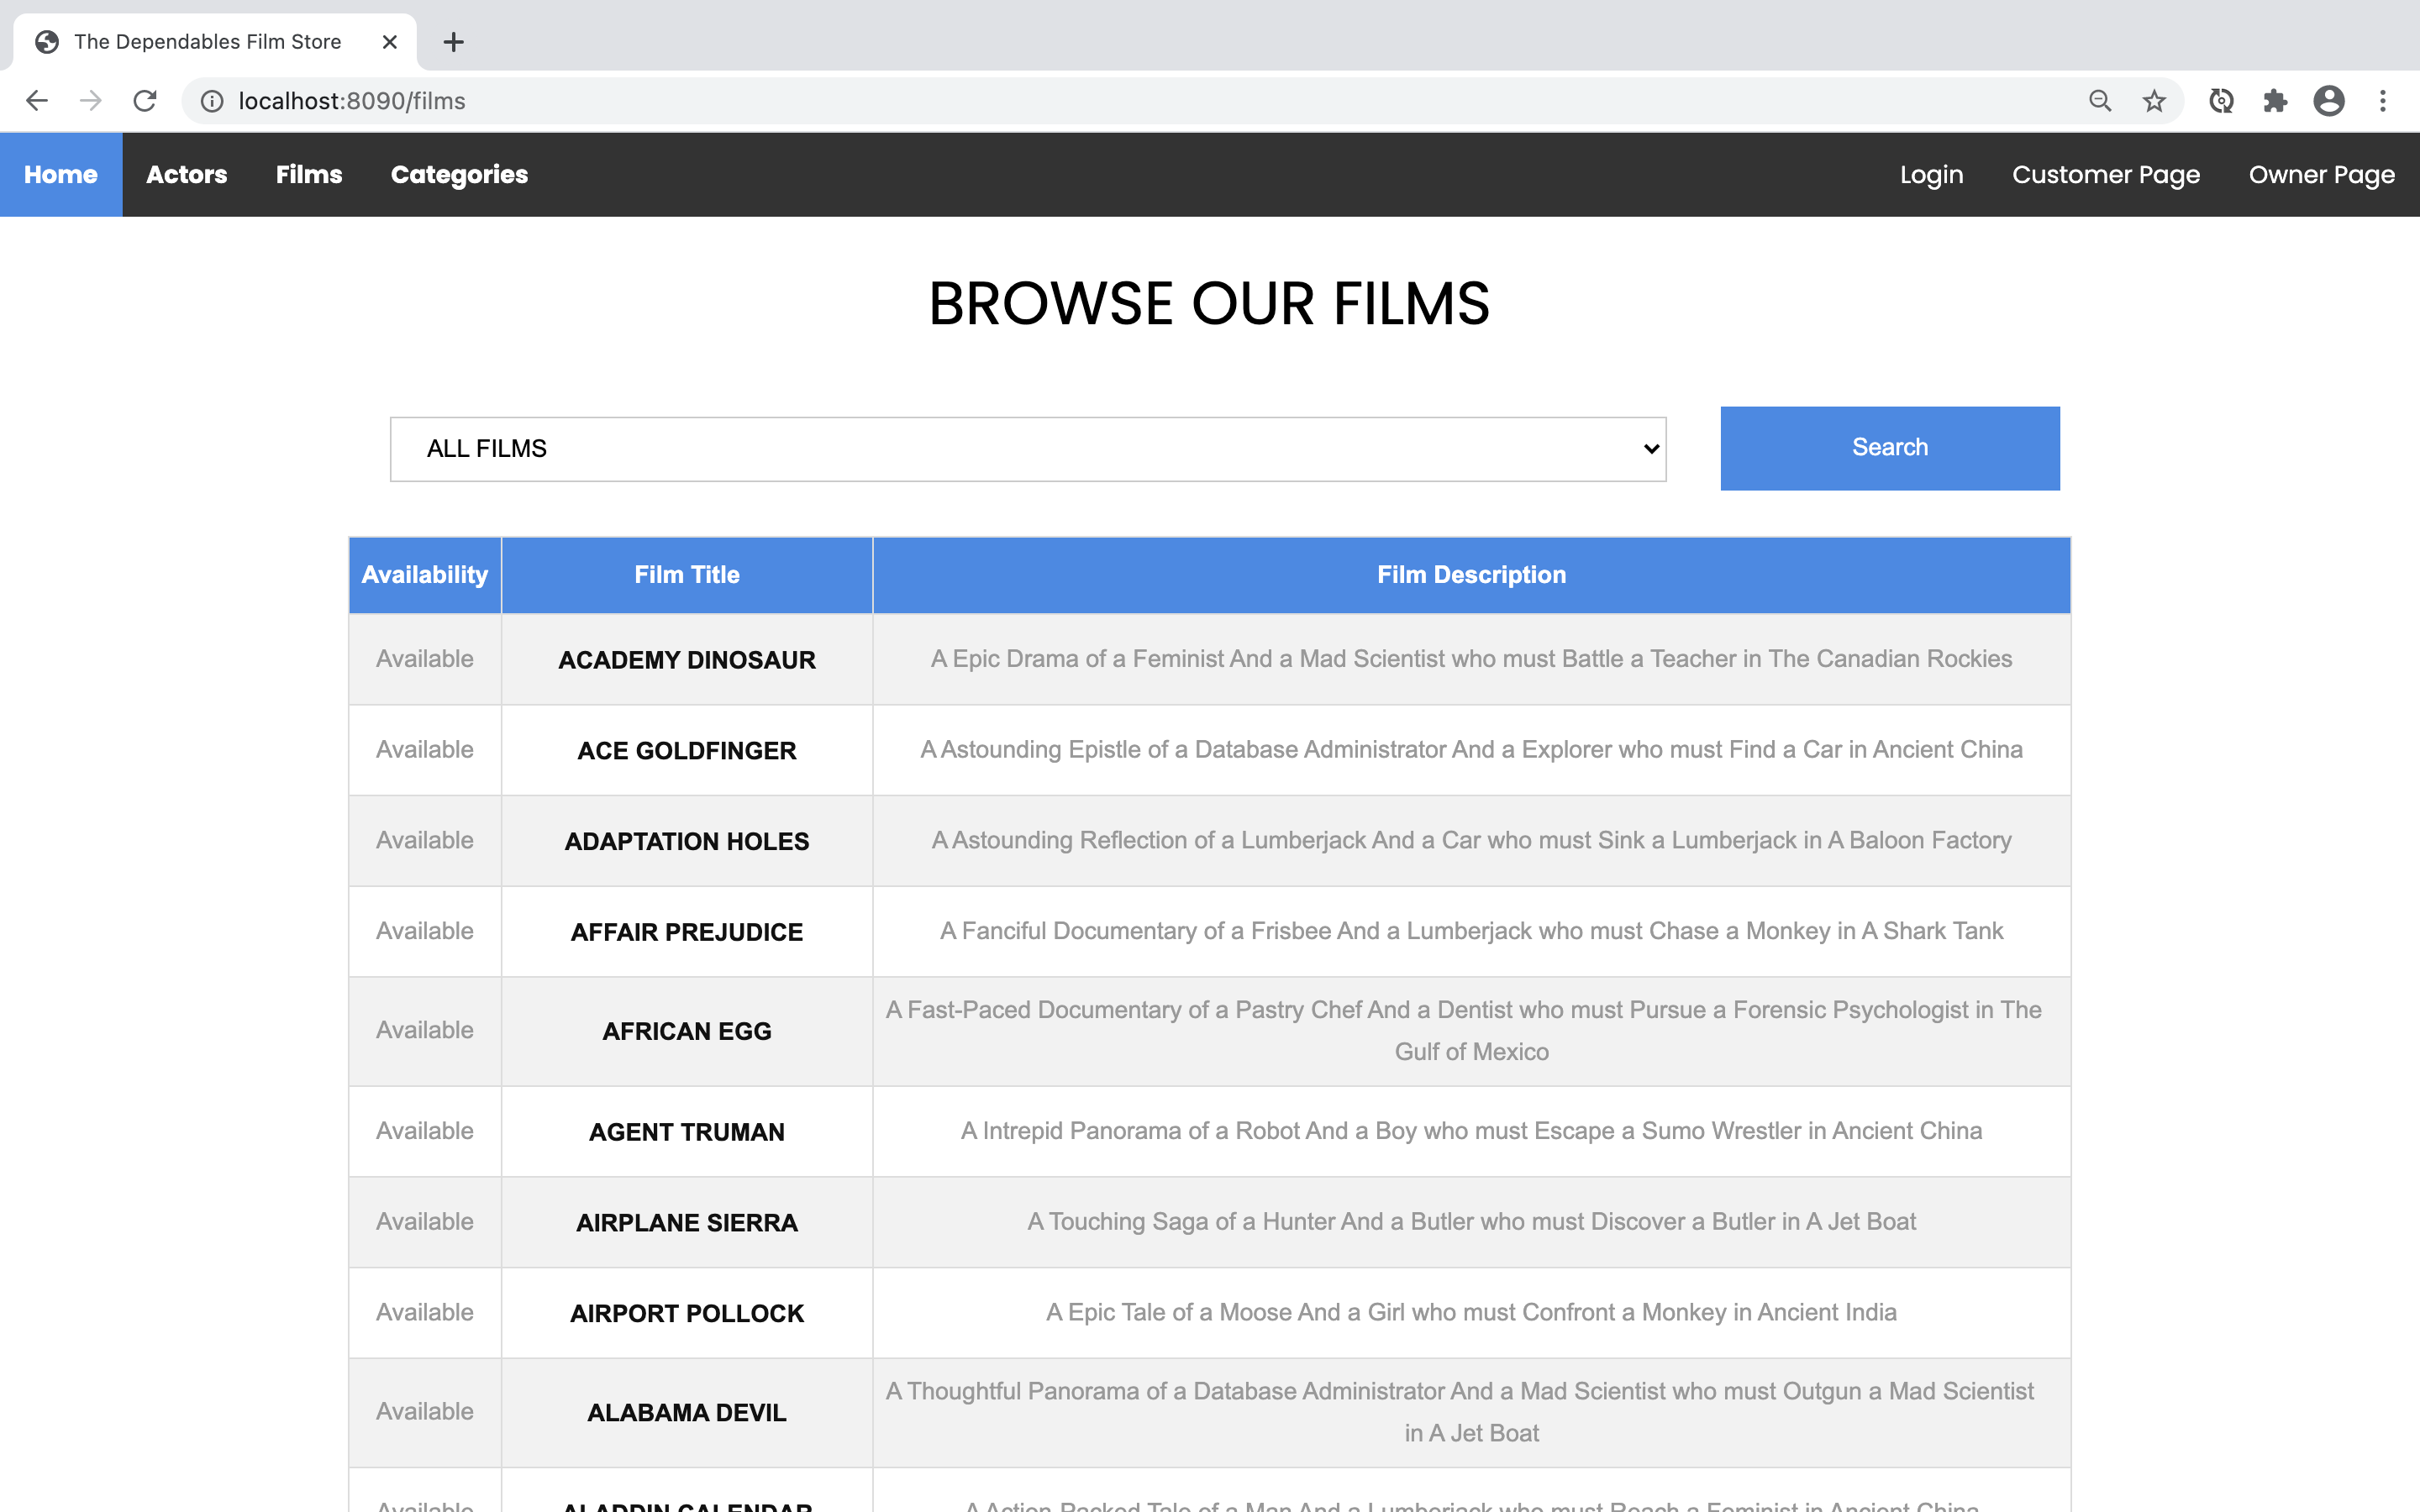 The Dependables Film Store
localhost:8090/films
Home Actors Films Categories Login Customer Page Owner Page
BROWSE OUR FILMS
ALL FILMS Search
Availability Film Title Film Description
Available ACADEMY DINOSAUR A Epic Drama of a Feminist And a Mad Scientist who must Battle a Teacher in The Canadian Rockies
Available ACE GOLDFINGER A Astounding Epistle of a Database Administrator And a Explorer who must Find a Car in Ancient China
Available ADAPTATION HOLES A Astounding Reflection of a Lumberjack And a Car who must Sink a Lumberjack in A Baloon Factory
Available AFFAIR PREJUDICE A Fanciful Documentary of a Frisbee And a Lumberjack who must Chase a Monkey in A Shark Tank
Available AFRICAN EGG A Fast-Paced Documentary of a Pastry Chef And a Dentist who must Pursue a Forensic Psychologist in The
Gulf of Mexico
Available AGENT TRUMAN A Intrepid Panorama of a Robot And a Boy who must Escape a Sumo Wrestler in Ancient China
Available AIRPLANE SIERRA A Touching Saga of a Hunter And a Butler who must Discover a Butler in A Jet Boat
Available AIRPORT POLLOCK A Epic Tale of a Moose And a Girl who must Confront a Monkey in Ancient India
Available ALABAMA DEVIL A Thoughtful Panorama of a Database Administrator And a Mad Scientist who must Outgun a Mad Scientist
in A Jet Boat
Available ALADDIN CALENDAR A Action-Packed Tale of a Man And a Lumberjack who must Reach a Feminist in Ancient China